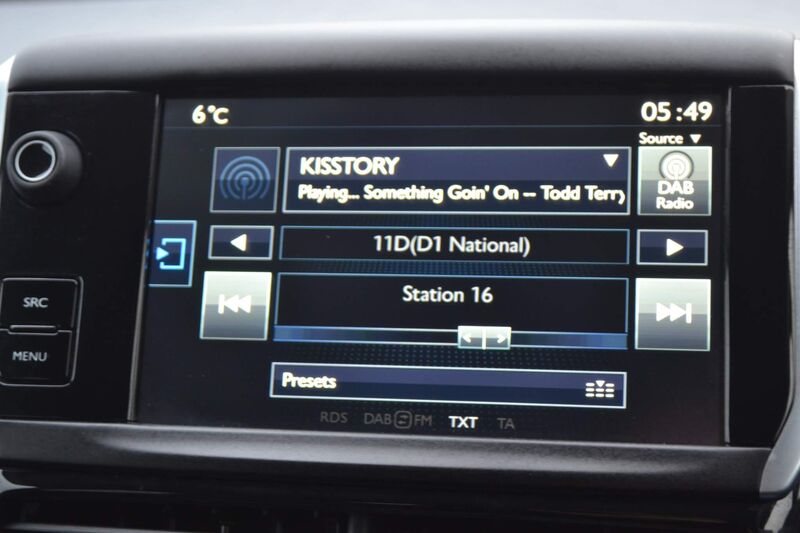 6°C
05:49
Source
KISSTORY
Playing... Something Goin' On -- Todd Terry
DAB
Radio
11D(D1 National)
Station 16
SRC
MENU
Presets
RDS DAB FM TXT TA